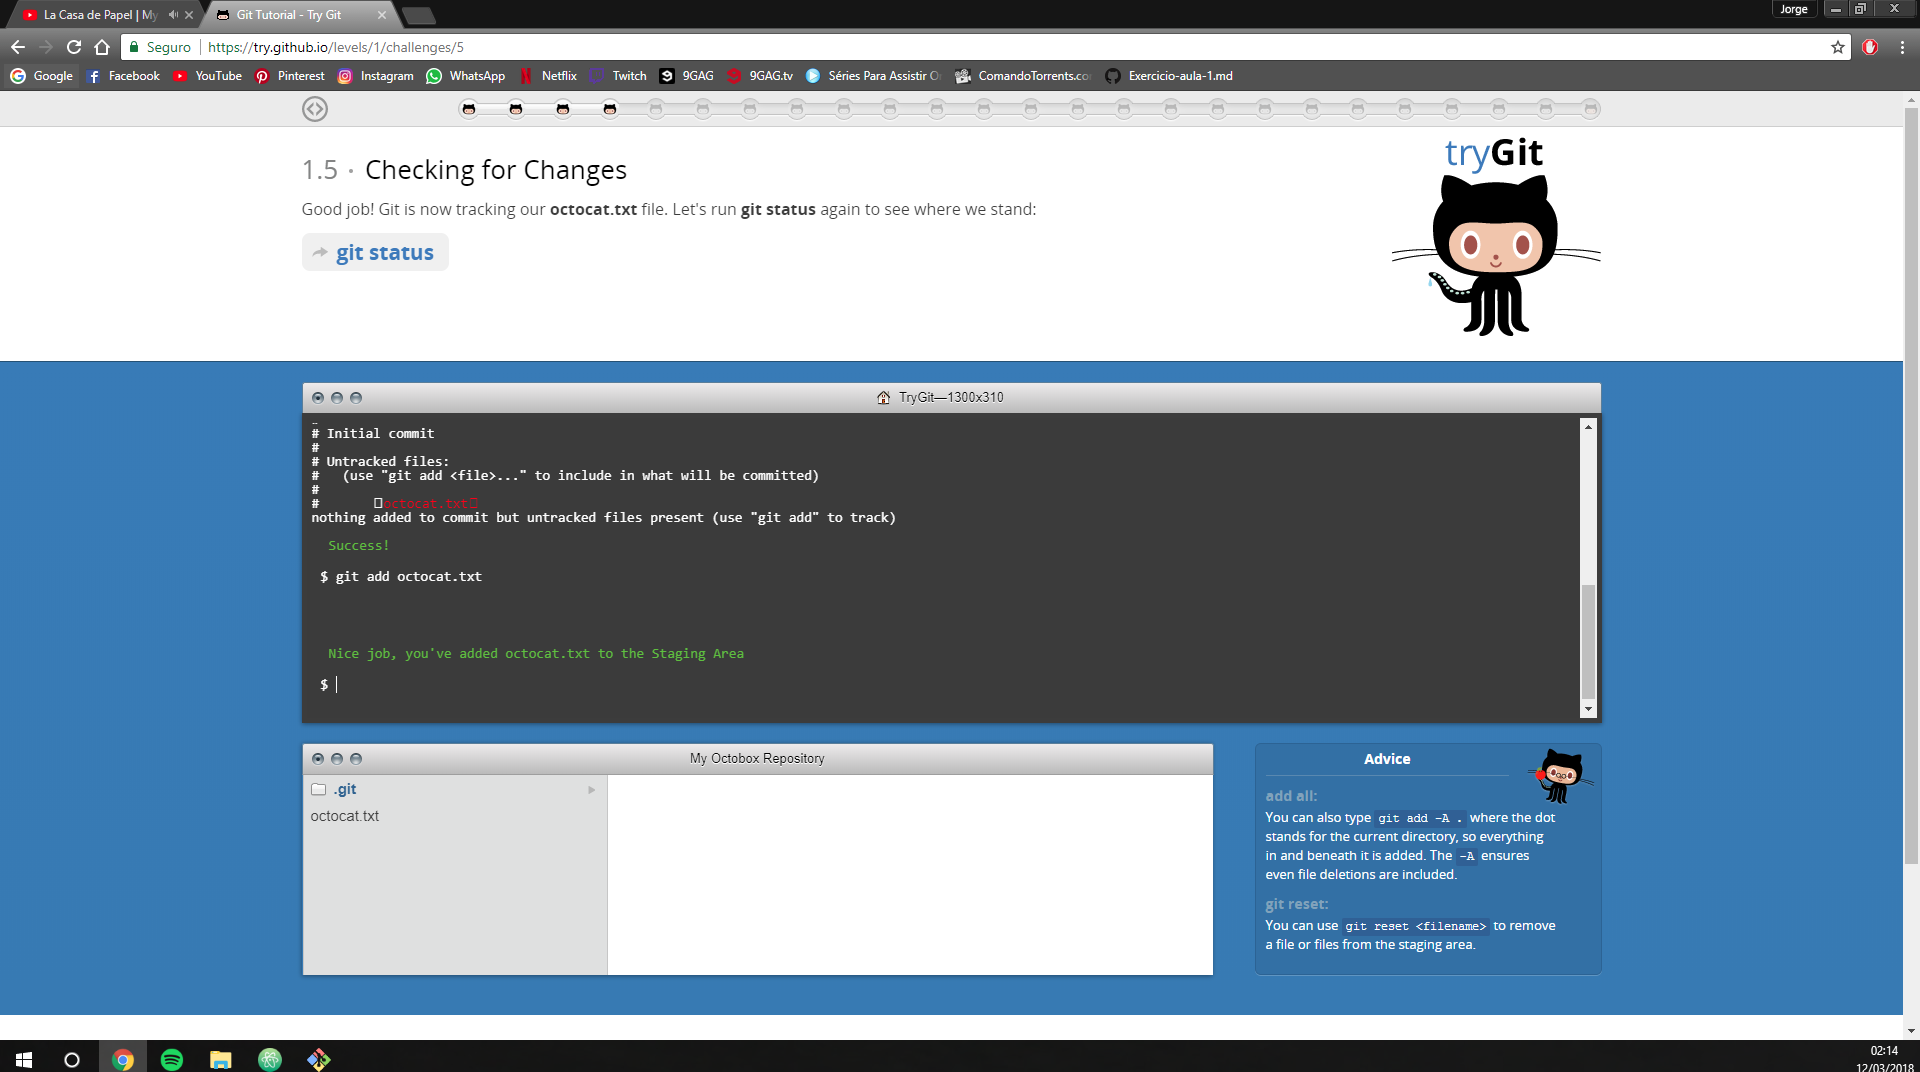 La Casa de Papel | My
Git Tutorial - Try Git
Jorge
Seguro
https://try.github.io/levels/1/challenges/5
Google
Facebook
YouTube
Pinterest
Instagram
WhatsApp
Netflix
Twitch
9GAG
9GAG.tv
Séries Para Assistir O
ComandoTorrents.co
Exercicio-aula-1.md
1.5 · Checking for Changes
tryGit
Good job! Git is now tracking our octocat.txt file. Let's run git status again to see where we stand:
git status
TryGit—1300x310
# Initial commit
#
# Untracked files:
#   (use "git add <file>..." to include in what will be committed)
#
#       octocat.txt
nothing added to commit but untracked files present (use "git add" to track)
Success!
$ git add octocat.txt
Nice job, you've added octocat.txt to the Staging Area
$
My Octobox Repository
.git
octocat.txt
Advice
add all:
You can also type git add -A . where the dot
stands for the current directory, so everything
in and beneath it is added. The -A ensures
even file deletions are included.
git reset:
You can use git reset <filename> to remove
a file or files from the staging area.
02:14
12/03/2018